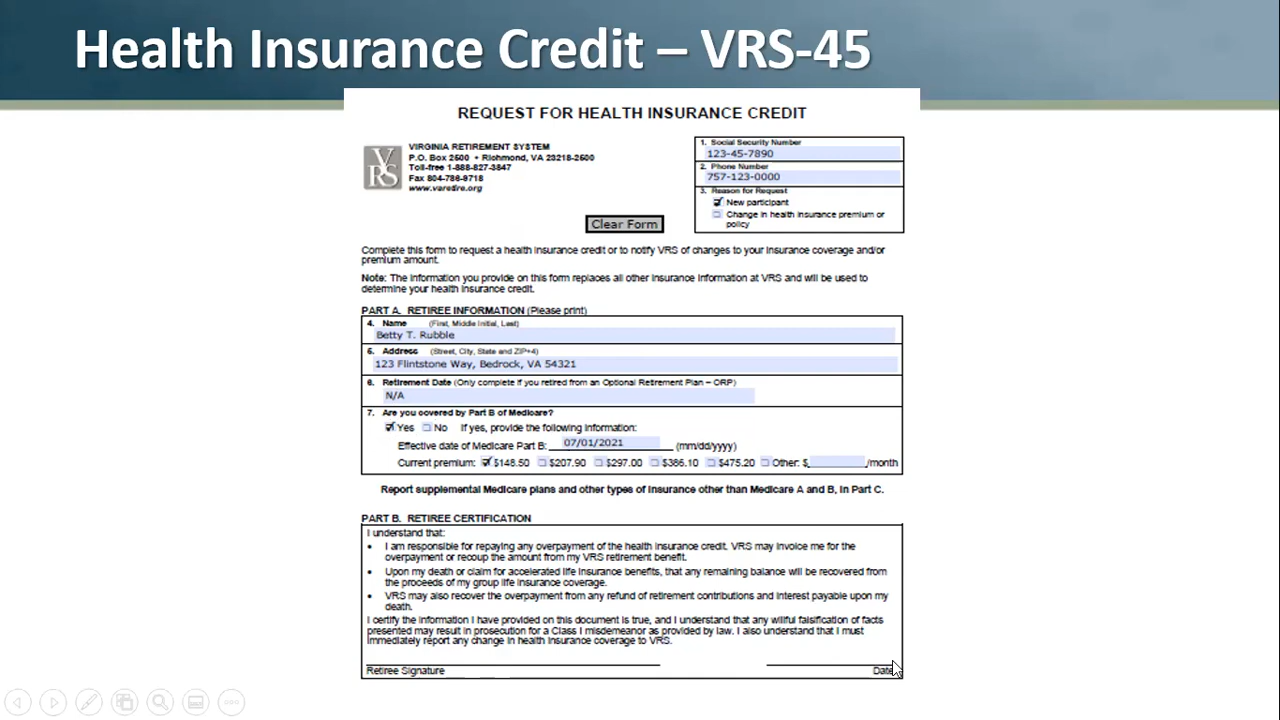 Health Insurance Credit – VRS-45
REQUEST FOR HEALTH INSURANCE CREDIT
VRS
VIRGINIA RETIREMENT SYSTEM
P.O. Box 2500 • Richmond, VA 23218-2500
Toll-free 1-888-827-3847
Fax 804-786-9718
www.varetire.org
1. Social Security Number
123-45-7890
2. Phone Number
757-123-0000
3. Reason for Request
New participant
Change in health insurance premium or
policy
Clear Form
Complete this form to request a health insurance credit or to notify VRS of changes to your insurance coverage and/or
premium amount.
Note: The information you provide on this form replaces all other insurance information at VRS and will be used to
determine your health insurance credit.
PART A. RETIREE INFORMATION (Please print)
4. Name (First, Middle Initial, Last)
Betty T. Rubble
5. Address (Street, City, State and ZIP+4)
123 Flintstone Way, Bedrock, VA 54321
6. Retirement Date (Only complete if you retired from an Optional Retirement Plan – ORP)
N/A
7. Are you covered by Part B of Medicare?
Yes No If yes, provide the following information:
Effective date of Medicare Part B: 07/01/2021 (mm/dd/yyyy)
Current premium: $148.50 $207.90 $297.00 $386.10 $475.20 Other: $ /month
Report supplemental Medicare plans and other types of insurance other than Medicare A and B, in Part C.
PART B. RETIREE CERTIFICATION
I understand that:
• I am responsible for repaying any overpayment of the health insurance credit. VRS may invoice me for the
overpayment or recoup the amount from my VRS retirement benefit.
• Upon my death or claim for accelerated life insurance benefits, that any remaining balance will be recovered from
the proceeds of my group life insurance coverage.
• VRS may also recover the overpayment from any refund of retirement contributions and interest payable upon my
death.
I certify the information I have provided on this document is true, and I understand that any willful falsification of facts
presented may result in prosecution for a Class I misdemeanor as provided by law. I also understand that I must
immediately report any change in health insurance coverage to VRS.
Retiree Signature Date